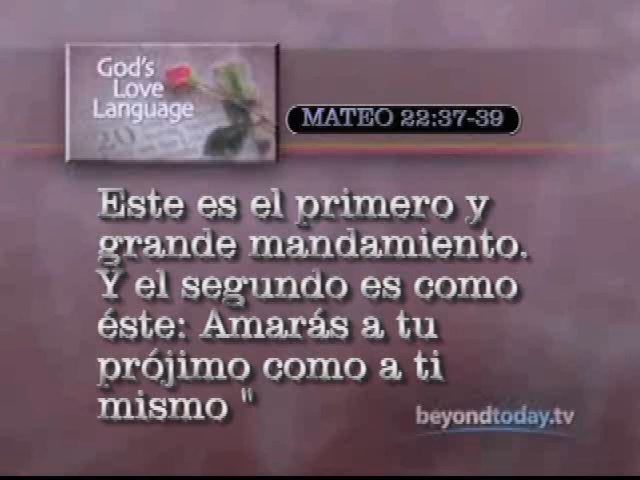 God's
Love
Language
MATEO 22:37-39
Este es el primero y
grande mandamiento.
Y el segundo es como
éste: Amarás a tu
prójimo como a ti
mismo "
beyondtoday.tv